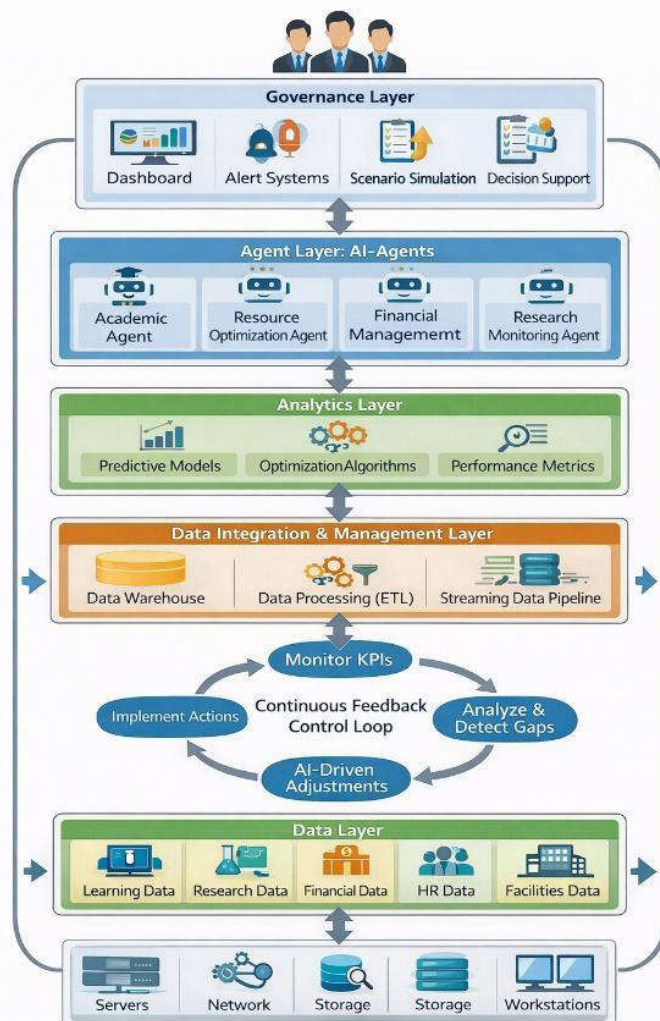 Governance Layer
Dashboard
Alert Systems
Scenario Simulation
Decision Support
Agent Layer: AI-Agents
Academic
Agent
Resource
Optimization Agent
Financial
Managememt
Research
Monitoring Agent
Analytics Layer
Predictive Models
Optimization Algorithms
Performance Metrics
Data Integration & Management Layer
Data Warehouse
Data Processing (ETL)
Streaming Data Pipeline
Monitor KPIs
Implement Actions
Continuous Feedback
Control Loop
Analyze &
Detect Gaps
AI-Driven
Adjustments
Data Layer
Learning Data
Research Data
Financial Data
HR Data
Facilities Data
Servers
Network
Storage
Storage
Workstations